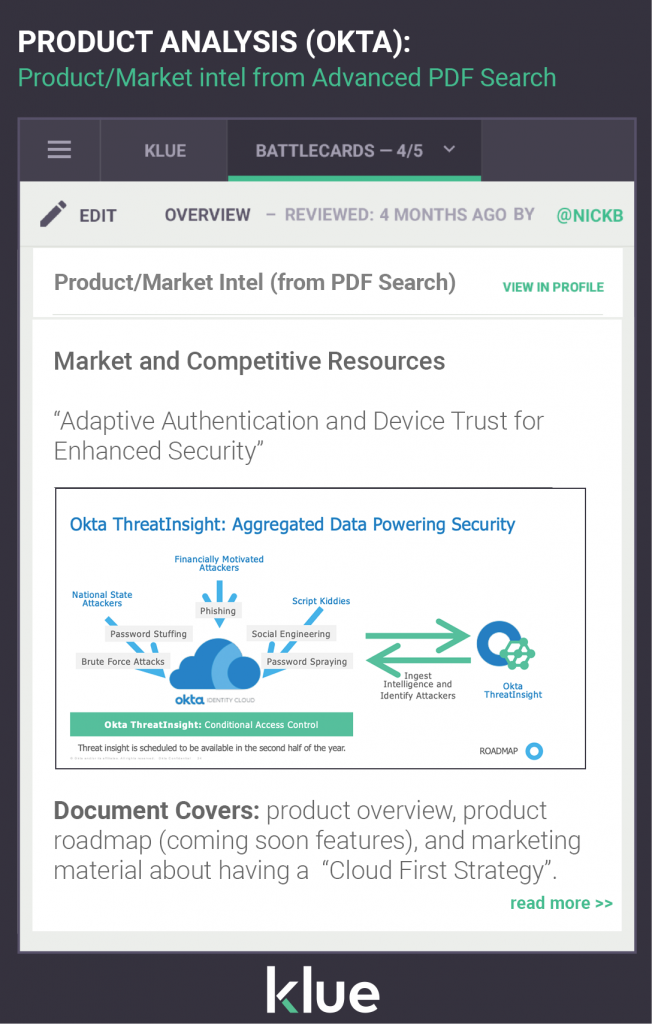 PRODUCT ANALYSIS (OKTA):
Product/Market intel from Advanced PDF Search
KLUE
BATTLECARDS — 4/5
EDIT
OVERVIEW – REVIEWED: 4 MONTHS AGO BY @NICKB
Product/Market Intel (from PDF Search)
VIEW IN PROFILE
Market and Competitive Resources
“Adaptive Authentication and Device Trust for
Enhanced Security”
Okta ThreatInsight: Aggregated Data Powering Security
Financially Motivated
Attackers
National State
Attackers
Script Kiddies
Phishing
Password Stuffing
Social Engineering
Brute Force Attacks
Password Spraying
okta IDENTITY CLOUD
Ingest
Intelligence and
Identify Attackers
Okta
ThreatInsight
Okta ThreatInsight: Conditional Access Control
Threat insight is scheduled to be available in the second half of the year.
ROADMAP
Document Covers: product overview, product
roadmap (coming soon features), and marketing
material about having a “Cloud First Strategy”.
read more >>
klue